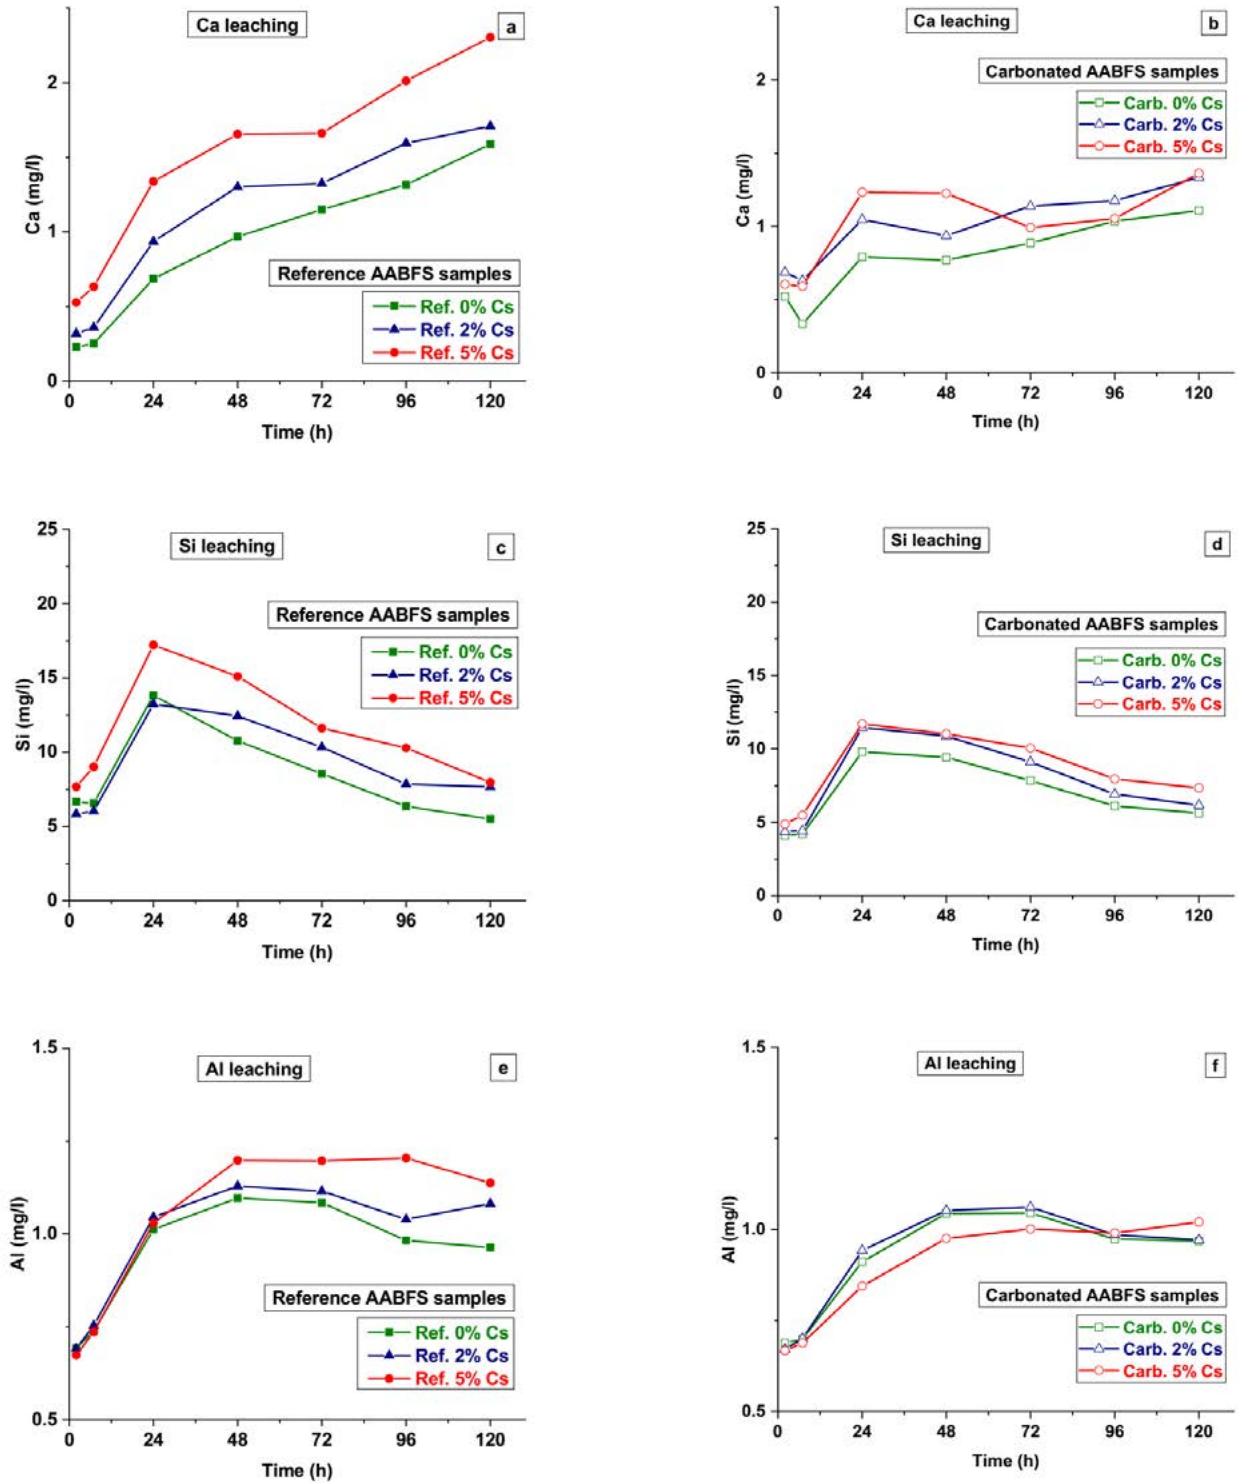 Ca leaching
a
2
1
0
Ca (mg/l)
Reference AABFS samples
Ref. 0% Cs
Ref. 2% Cs
Ref. 5% Cs
0 24 48 72 96 120
Time (h)
Ca leaching
b
Carbonated AABFS samples
Carb. 0% Cs
Carb. 2% Cs
Carb. 5% Cs
2
1
0
Ca (mg/l)
0 24 48 72 96 120
Time (h)
25
20
15
10
5
0
Si (mg/l)
Si leaching
c
Reference AABFS samples
Ref. 0% Cs
Ref. 2% Cs
Ref. 5% Cs
0 24 48 72 96 120
Time (h)
25
20
15
10
5
0
Si (mg/l)
Si leaching
d
Carbonated AABFS samples
Carb. 0% Cs
Carb. 2% Cs
Carb. 5% Cs
0 24 48 72 96 120
Time (h)
1.5
1.0
0.5
Al (mg/l)
Al leaching
e
Reference AABFS samples
Ref. 0% Cs
Ref. 2% Cs
Ref. 5% Cs
0 24 48 72 96 120
Time (h)
1.5
1.0
0.5
Al (mg/l)
Al leaching
f
Carbonated AABFS samples
Carb. 0% Cs
Carb. 2% Cs
Carb. 5% Cs
0 24 48 72 96 120
Time (h)